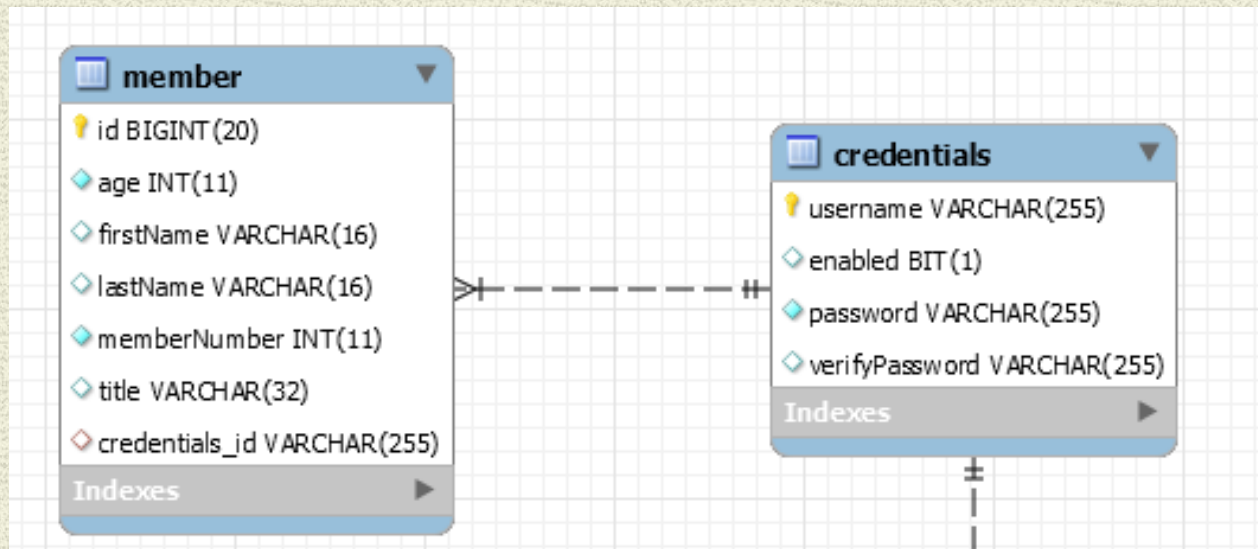 member
id BIGINT(20)
age INT(11)
firstName VARCHAR(16)
lastName VARCHAR(16)
memberNumber INT(11)
title VARCHAR(32)
credentials_id VARCHAR(255)
Indexes
credentials
username VARCHAR(255)
enabled BIT(1)
password VARCHAR(255)
verifyPassword VARCHAR(255)
Indexes